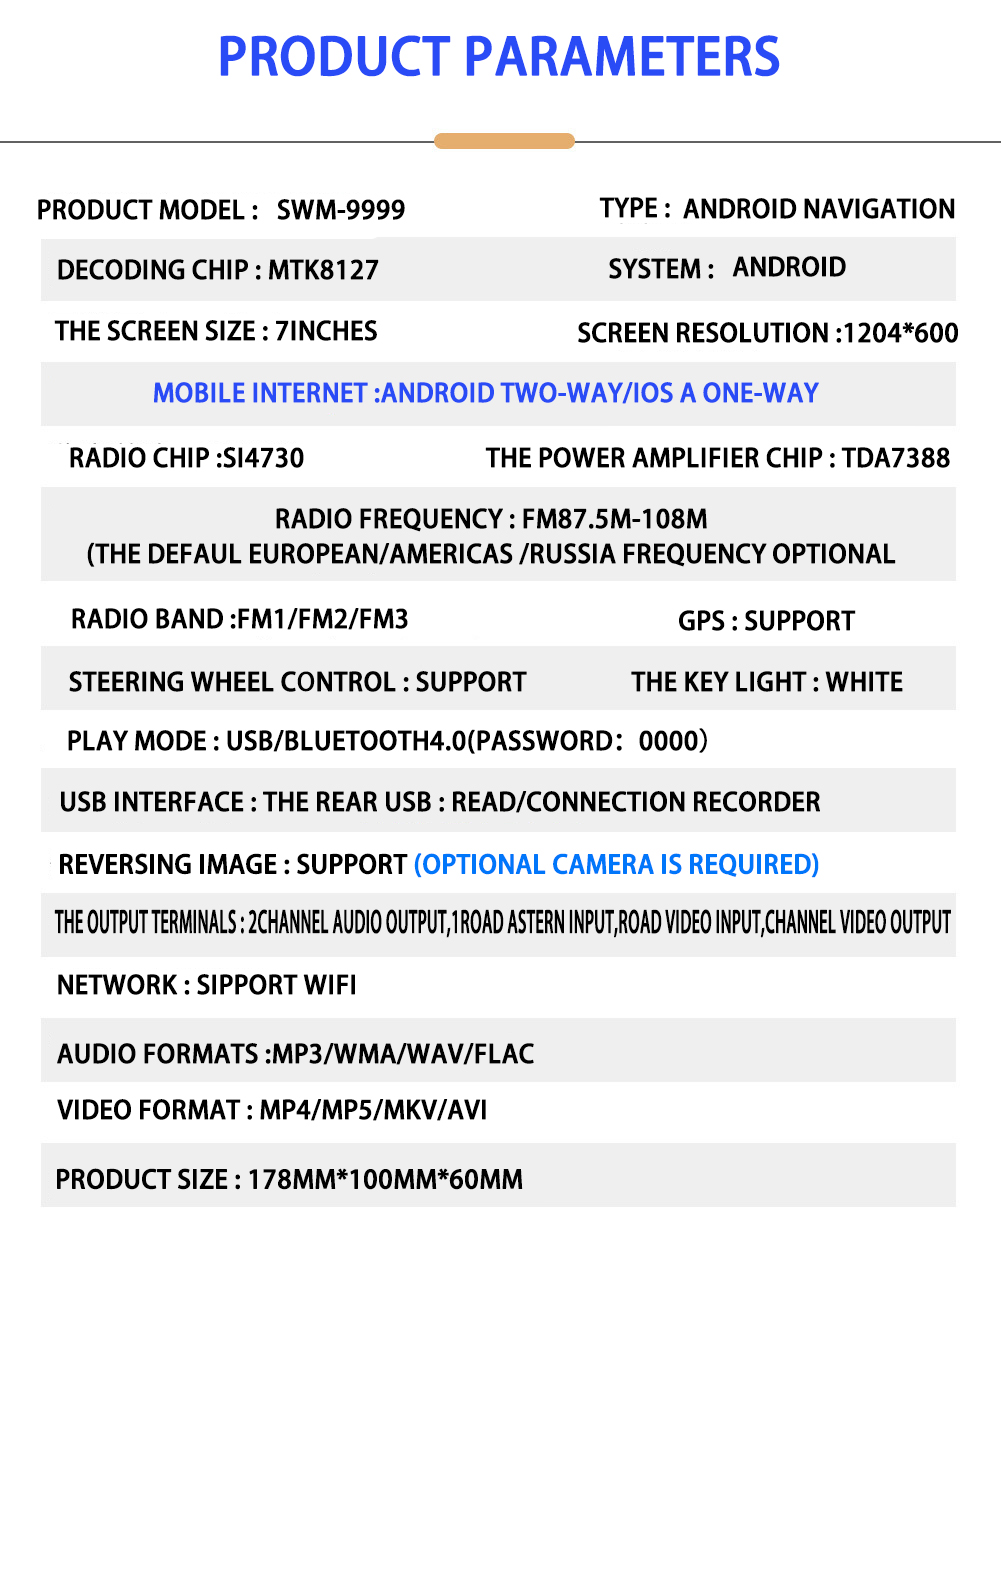 PRODUCT PARAMETERS
PRODUCT MODEL : SWM-9999 TYPE : ANDROID NAVIGATION
DECODING CHIP : MTK8127 SYSTEM : ANDROID
THE SCREEN SIZE : 7INCHES SCREEN RESOLUTION :1204*600
MOBILE INTERNET :ANDROID TWO-WAY/IOS A ONE-WAY
RADIO CHIP :SI4730 THE POWER AMPLIFIER CHIP : TDA7388
RADIO FREQUENCY : FM87.5M-108M
(THE DEFAUL EUROPEAN/AMERICAS /RUSSIA FREQUENCY OPTIONAL
RADIO BAND :FM1/FM2/FM3 GPS : SUPPORT
STEERING WHEEL CONTROL : SUPPORT THE KEY LIGHT : WHITE
PLAY MODE : USB/BLUETOOTH4.0(PASSWORD：0000）
USB INTERFACE : THE REAR USB : READ/CONNECTION RECORDER
REVERSING IMAGE : SUPPORT (OPTIONAL CAMERA IS REQUIRED)
THE OUTPUT TERMINALS : 2CHANNEL AUDIO OUTPUT,1ROAD ASTERN INPUT,ROAD VIDEO INPUT,CHANNEL VIDEO OUTPUT
NETWORK : SIPPORT WIFI
AUDIO FORMATS :MP3/WMA/WAV/FLAC
VIDEO FORMAT : MP4/MP5/MKV/AVI
PRODUCT SIZE : 178MM*100MM*60MM